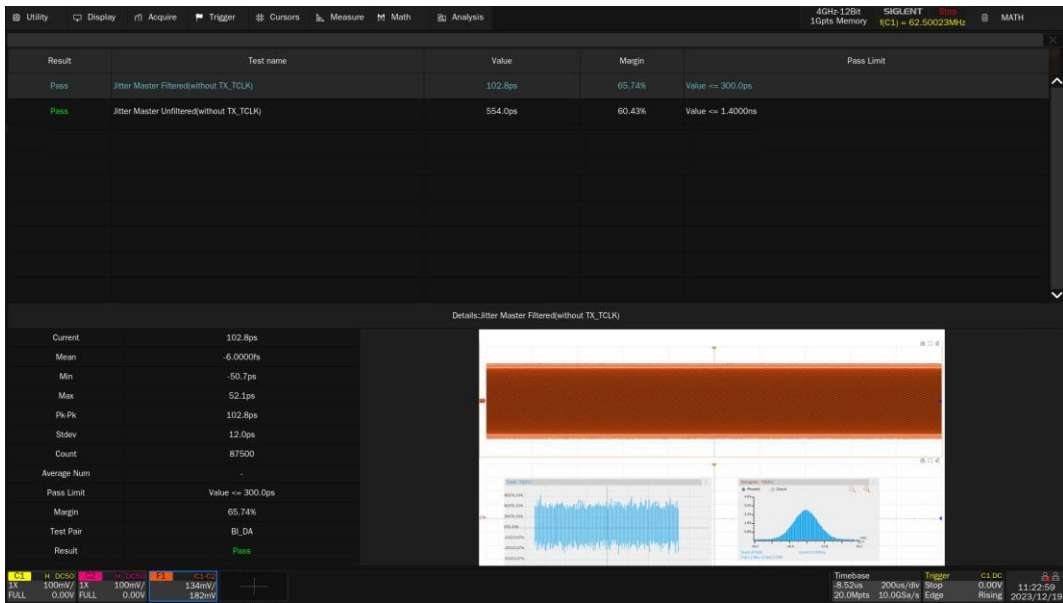 Utility Display Acquire Trigger Cursors Measure Math Analysis
4GHz-12Bit SIGLENT Stop
1Gpts Memory f(C1) = 62.50023MHz MATH
Result Test name Value Margin Pass Limit
Pass Jitter Master Filtered(without TX_TCLK) 102.8ps 65.74% Value <= 300.0ps
Pass Jitter Master Unfiltered(without TX_TCLK) 554.0ps 60.43% Value <= 1.4000ns
Details:Jitter Master Filtered(without TX_TCLK)
Current 102.8ps
Mean -6.0000fs
Min -50.7ps
Max 52.1ps
Pk-Pk 102.8ps
Stdev 12.0ps
Count 87500
Average Num -
Pass Limit Value <= 300.0ps
Margin 65.74%
Test Pair BI_DA
Result Pass
C1 H DC50 C2 H DC50 F1 C1-C2
1X 100mV/ 1X 100mV/ 134mV/
FULL 0.00V FULL 0.00V 182mV
Timebase Trigger C1 DC
-8.52us 200us/div Stop 0.00V 11:22:59
20.0Mpts 10.0GSa/s Edge Rising 2023/12/19